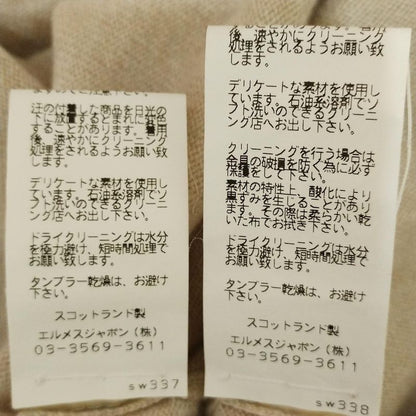 汗の付着した商品を日光の
下に放置するとまれに変色
することがあります。着用
後、速やかにクリーニング
処理をされるようお願い致
します。
デリケートな素材を使用し
ています。石油系溶剤でソ
フト洗いのできるクリーニ
ング店へお出し下さい。
ドライクリーニングは水分
を極力避け、短時間処理で
お願い致します。
タンブラー乾燥は、お避け
下さい。
スコットランド製
エルメスジャポン（株）
03-3569-3611
sw337
後、速やかにクリーニング
処理をされるようお願い致
します。
デリケートな素材を使用し
ています。石油系溶剤でソ
フト洗いのできるクリーニ
ング店へお出し下さい。
クリーニングを行う場合は
金具の破損を防ぐ為に必ず
保護をして下さい。
素材の特性上、酸化により
黒ずみを生じることがあり
ます。その際は柔らかい乾
いた布でお拭き下さい。
ドライクリーニングは水分
を極力避け、短時間処理で
お願い致します。
タンブラー乾燥は、お避け
下さい。
スコットランド製
エルメスジャポン（株）
03-3569-3611
sw338